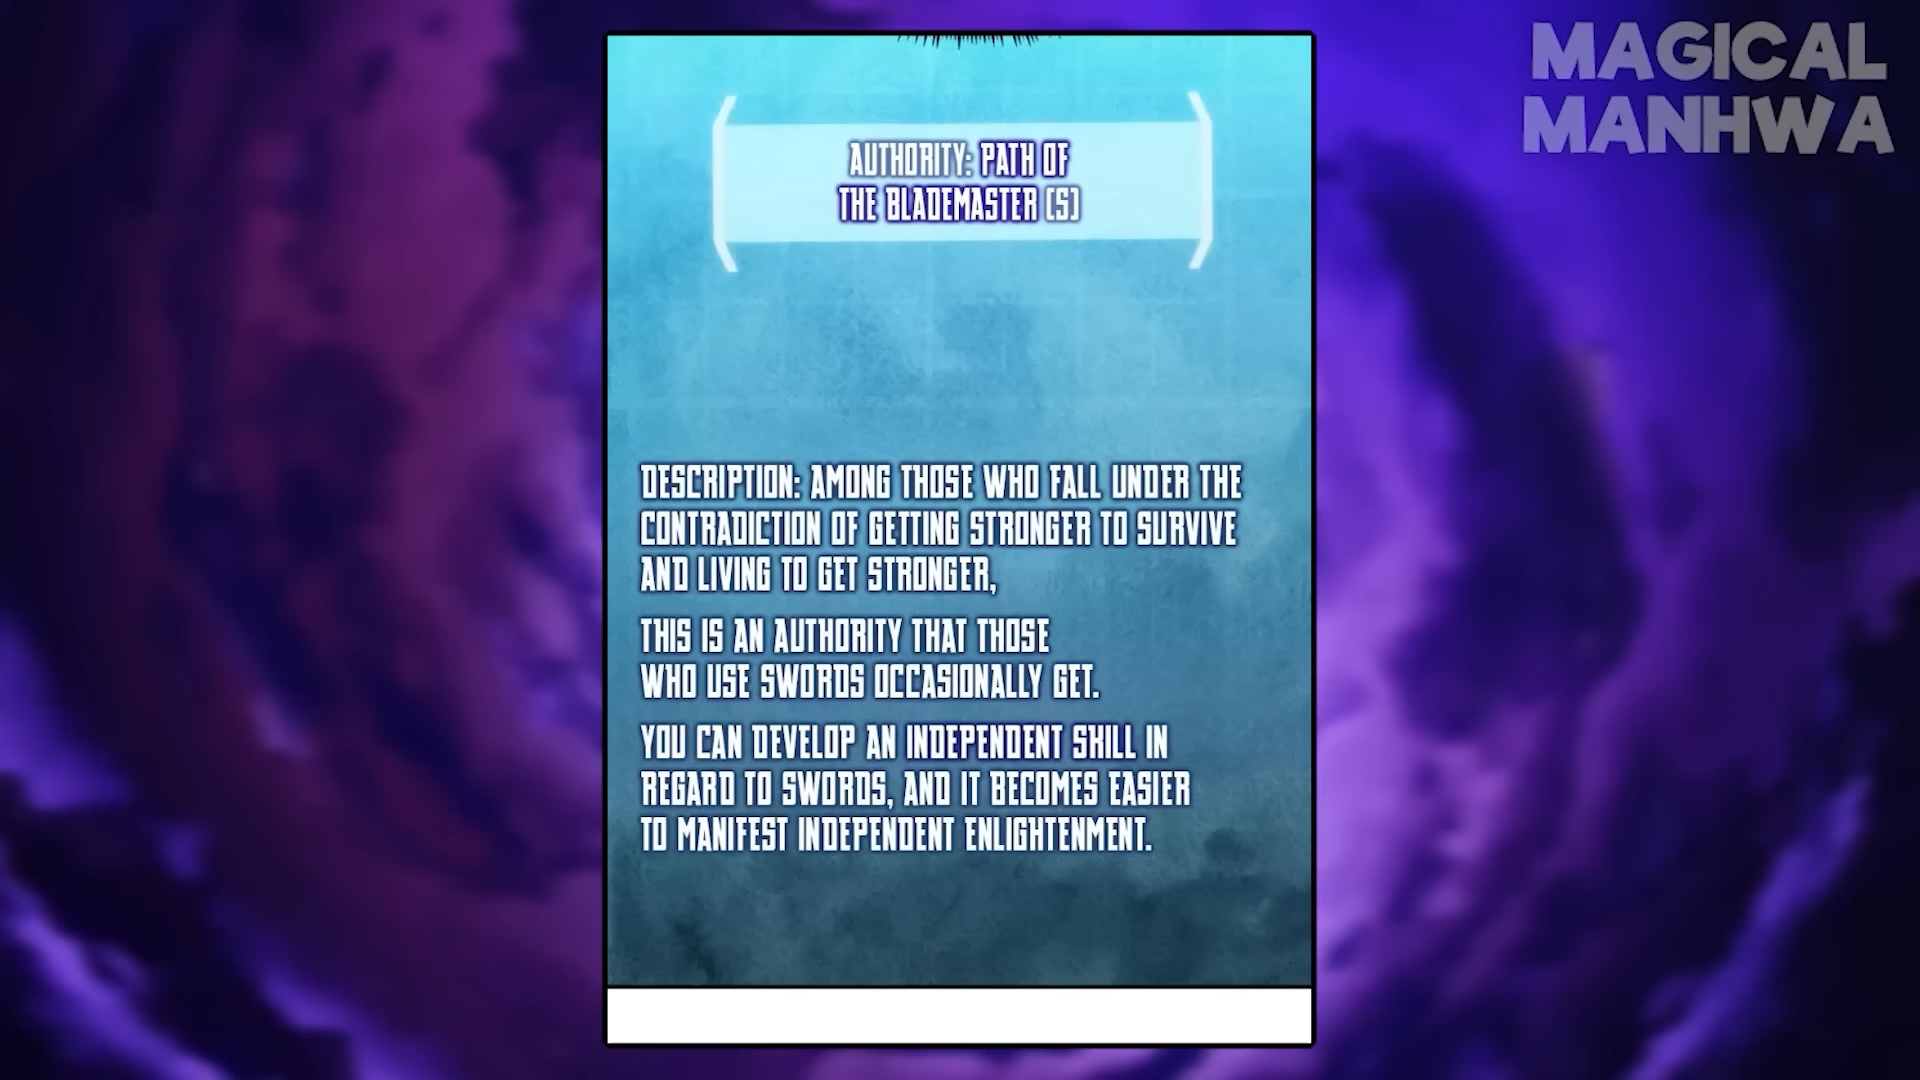 MAGICAL
MANHWA
AUTHORITY: PATH OF
THE BLADEMASTER (S)
DESCRIPTION: AMONG THOSE WHO FALL UNDER THE
CONTRADICTION OF GETTING STRONGER TO SURVIVE
AND LIVING TO GET STRONGER,
THIS IS AN AUTHORITY THAT THOSE
WHO USE SWORDS OCCASIONALLY GET.
YOU CAN DEVELOP AN INDEPENDENT SKILL IN
REGARD TO SWORDS, AND IT BECOMES EASIER
TO MANIFEST INDEPENDENT ENLIGHTENMENT.